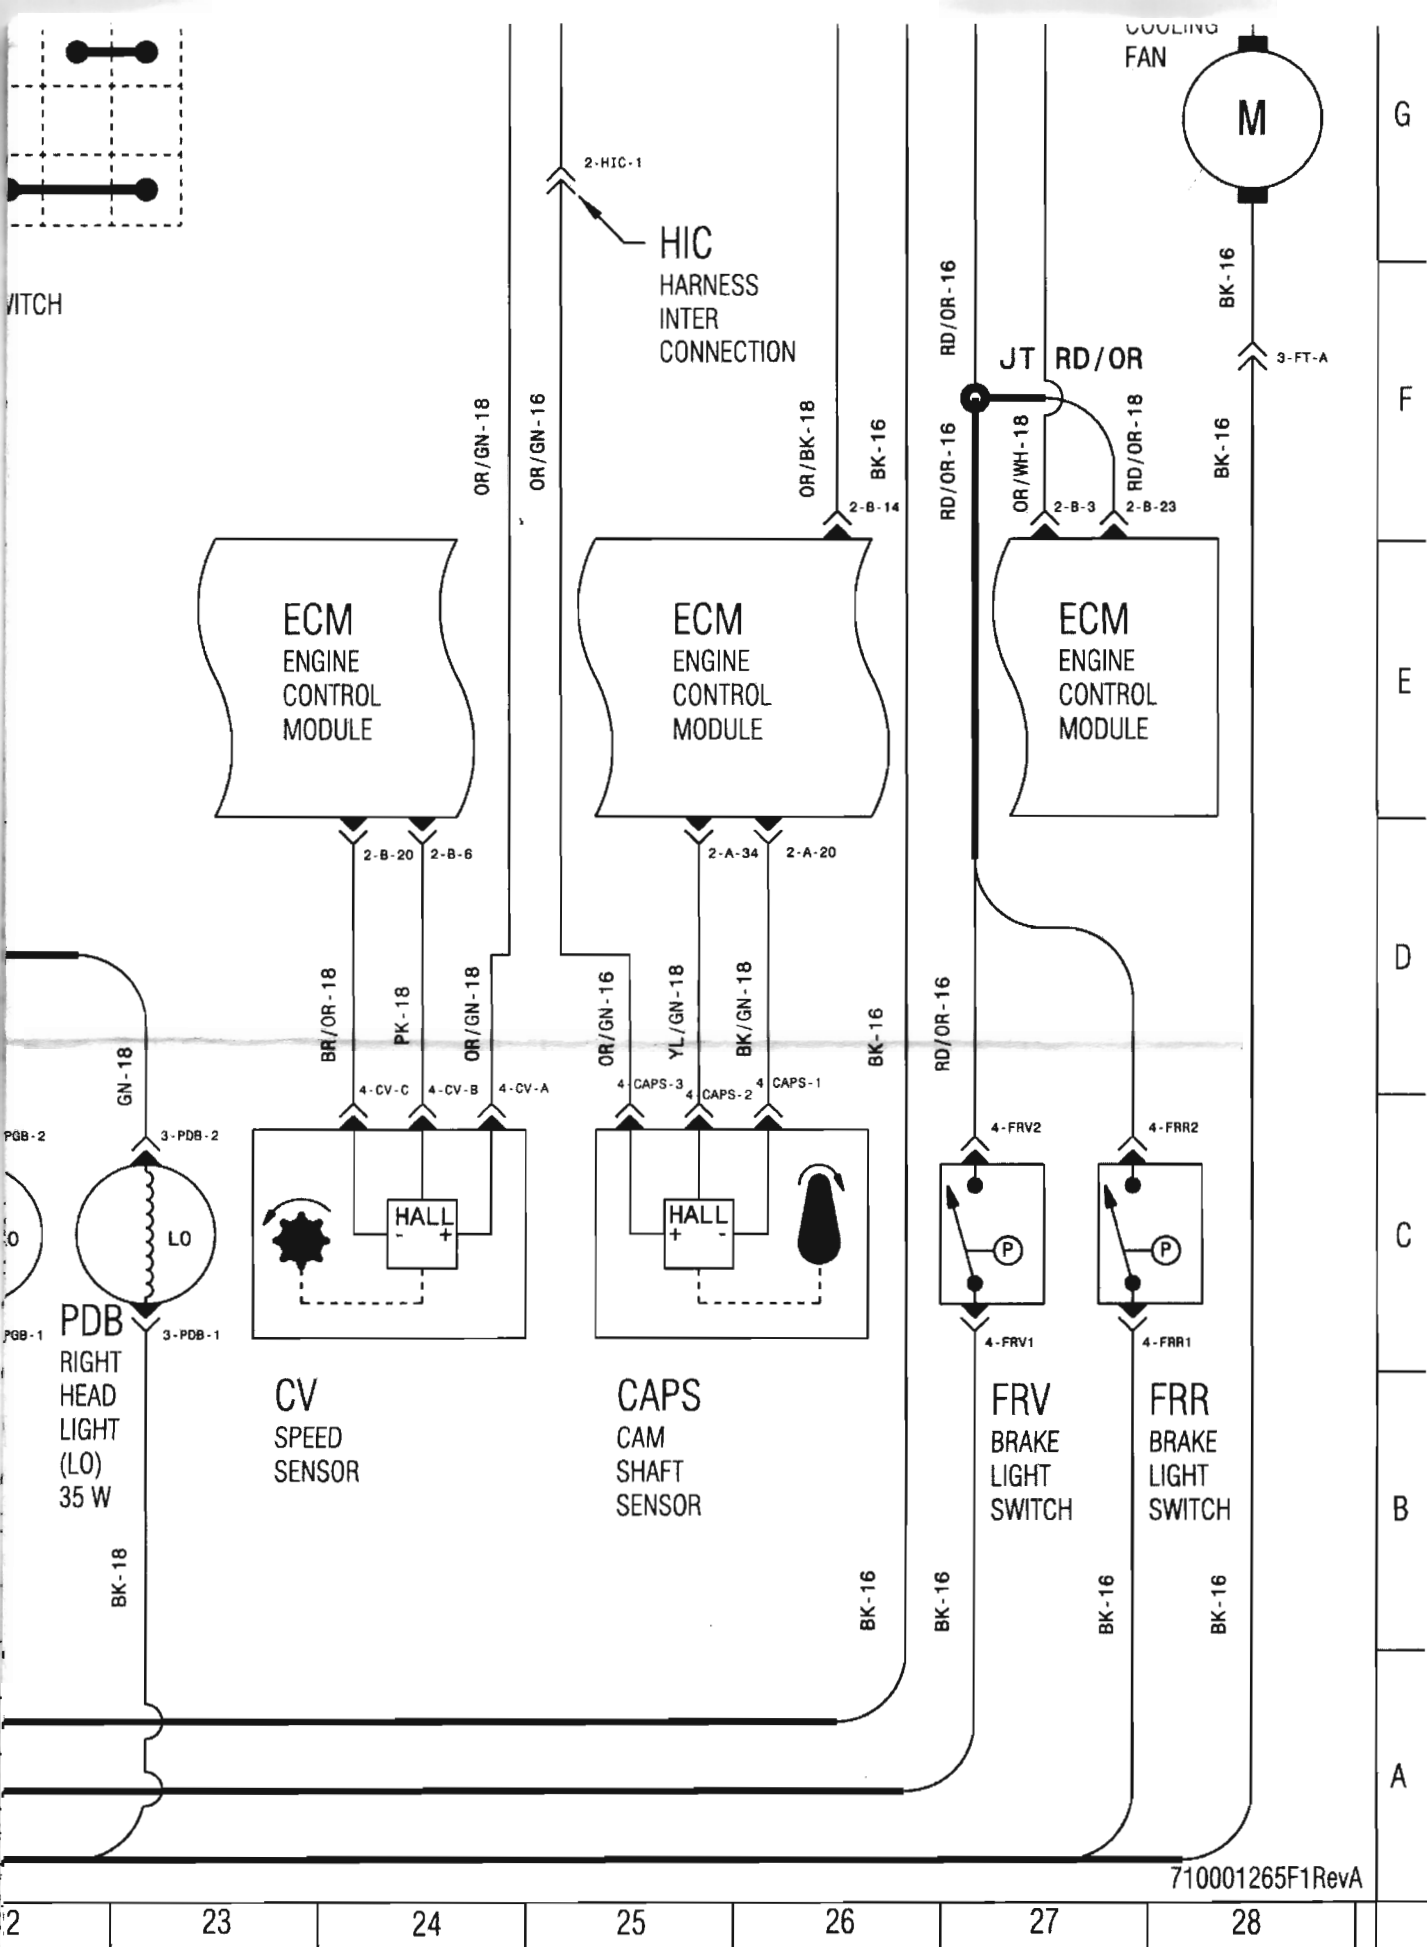 COOLING
FAN
M
G
2-HIC-1
HIC
HARNESS
INTER
CONNECTION
RD/OR-16
BK-16
JT RD/OR
3-FT-A
F
OR/GN-18
OR/GN-16
OR/BK-18
BK-16
RD/OR-16
OR/WH-18
RD/OR-18
BK-16
2-B-14
2-B-3
2-B-23
ECM
ENGINE
CONTROL
MODULE
ECM
ENGINE
CONTROL
MODULE
ECM
ENGINE
CONTROL
MODULE
E
2-B-20
2-B-6
2-A-34
2-A-20
D
BR/OR-18
PK-18
OR/GN-18
OR/GN-16
YL/GN-18
BK/GN-18
BK-16
RD/OR-16
GN-18
4-CV-C
4-CV-B
4-CV-A
4-CAPS-3
4-CAPS-2
4-CAPS-1
PGB-2
3-PDB-2
4-FRV2
4-FRR2
LO
HALL
- +
HALL
+ -
P
P
C
PGB-1
3-PDB-1
4-FRV1
4-FRR1
PDB
RIGHT
HEAD
LIGHT
(LO)
35 W
CV
SPEED
SENSOR
CAPS
CAM
SHAFT
SENSOR
FRV
BRAKE
LIGHT
SWITCH
FRR
BRAKE
LIGHT
SWITCH
B
BK-18
BK-16
BK-16
BK-16
BK-16
A
710001265F1RevA
23
24
25
26
27
28